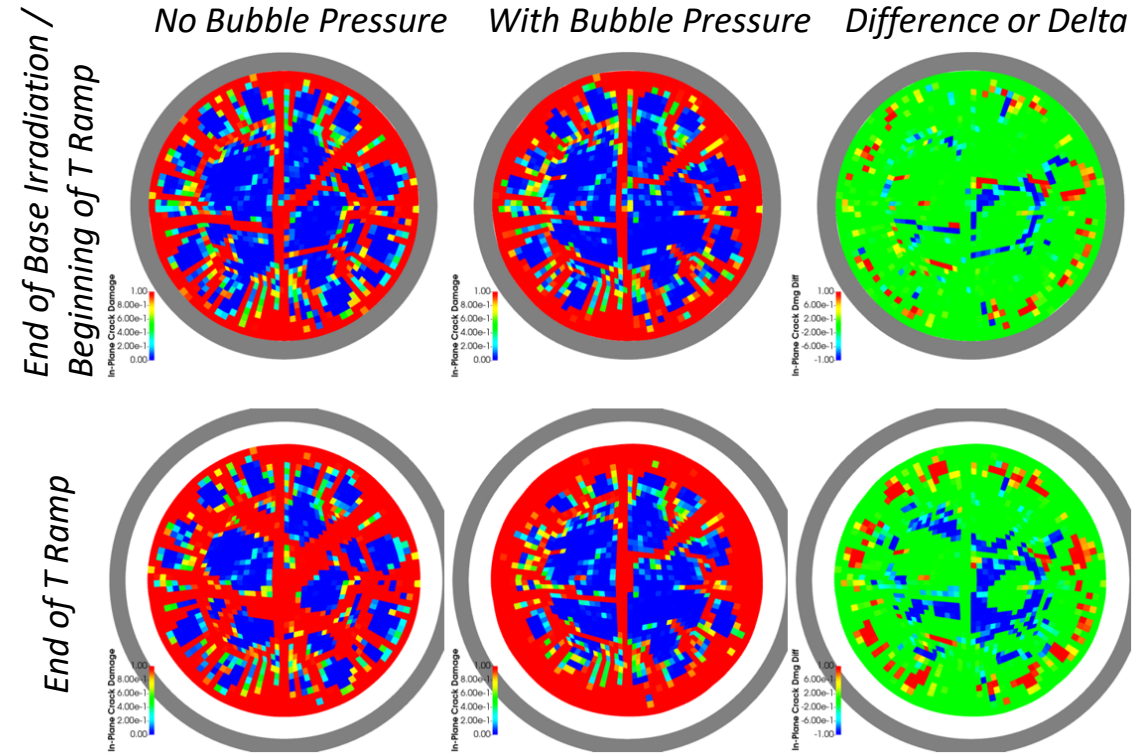 No Bubble Pressure
With Bubble Pressure
Difference or Delta
End of Base Irradiation /
Beginning of T Ramp
In-Plane Crack Damage
1.00
8.00e-1
6.00e-1
4.00e-1
2.00e-1
0.00
In-Plane Crack Damage
1.00
8.00e-1
6.00e-1
4.00e-1
2.00e-1
0.00
In-Plane Crack Dmg Diff
1.00
6.00e-1
2.00e-1
-2.00e-1
-6.00e-1
-1.00
End of T Ramp
In-Plane Crack Damage
1.00
8.00e-1
6.00e-1
4.00e-1
2.00e-1
0.00
In-Plane Crack Damage
1.00
8.00e-1
6.00e-1
4.00e-1
2.00e-1
0.00
In-Plane Crack Dmg Diff
1.00
6.00e-1
2.00e-1
-2.00e-1
-6.00e-1
-1.00